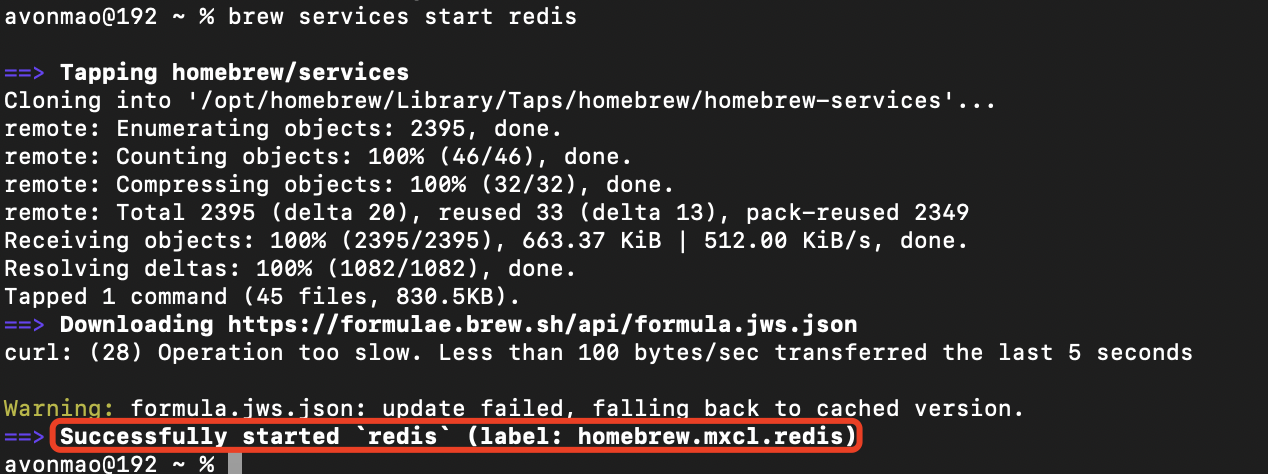 avonmao@192 ~ % brew services start redis
==> Tapping homebrew/services
Cloning into '/opt/homebrew/Library/Taps/homebrew/homebrew-services'...
remote: Enumerating objects: 2395, done.
remote: Counting objects: 100% (46/46), done.
remote: Compressing objects: 100% (32/32), done.
remote: Total 2395 (delta 20), reused 33 (delta 13), pack-reused 2349
Receiving objects: 100% (2395/2395), 663.37 KiB | 512.00 KiB/s, done.
Resolving deltas: 100% (1082/1082), done.
Tapped 1 command (45 files, 830.5KB).
==> Downloading https://formulae.brew.sh/api/formula.jws.json
curl: (28) Operation too slow. Less than 100 bytes/sec transferred the last 5 seconds
Warning: formula.jws.json: update failed, falling back to cached version.
==> Successfully started `redis` (label: homebrew.mxcl.redis)
avonmao@192 ~ %